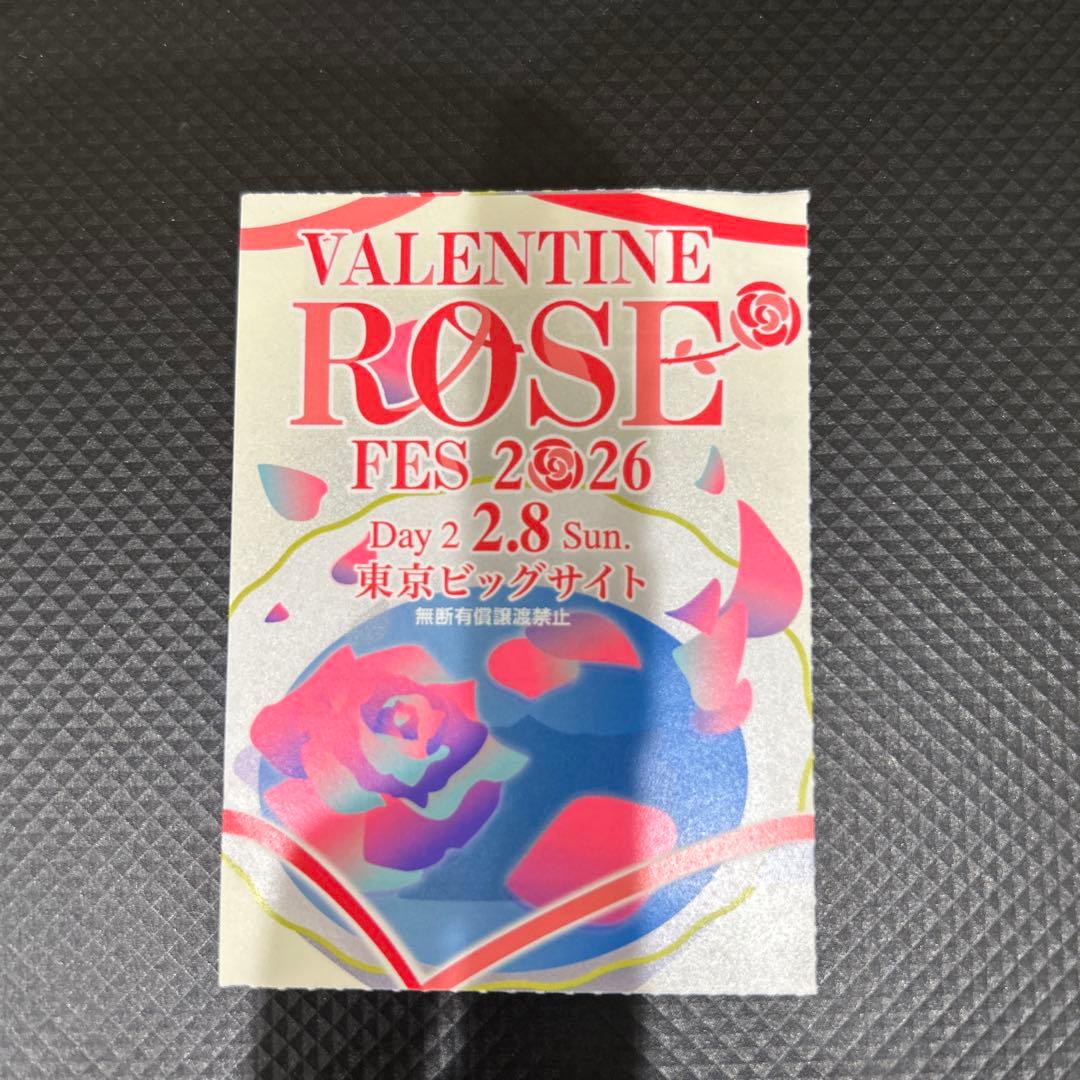 VALENTINE
ROSE
FES 2026
Day 2 2.8 Sun.
東京ビッグサイト
無断有償譲渡禁止